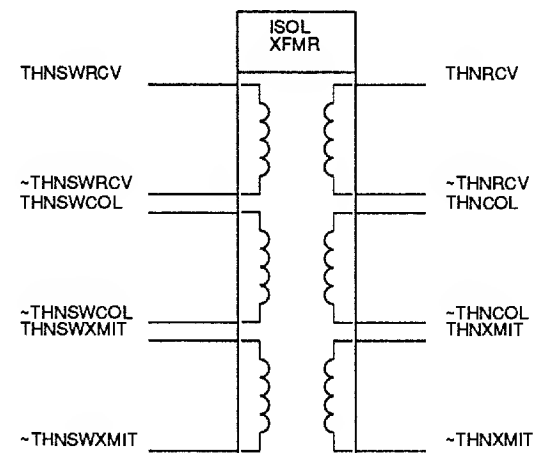 ISOL
XFMR
THNSWRCV
THNRCV
~THNSWRCV
~THNRCV
THNSWCOL
THNCOL
~THNSWCOL
~THNCOL
THNSWXMIT
THNXMIT
~THNSWXMIT
~THNXMIT